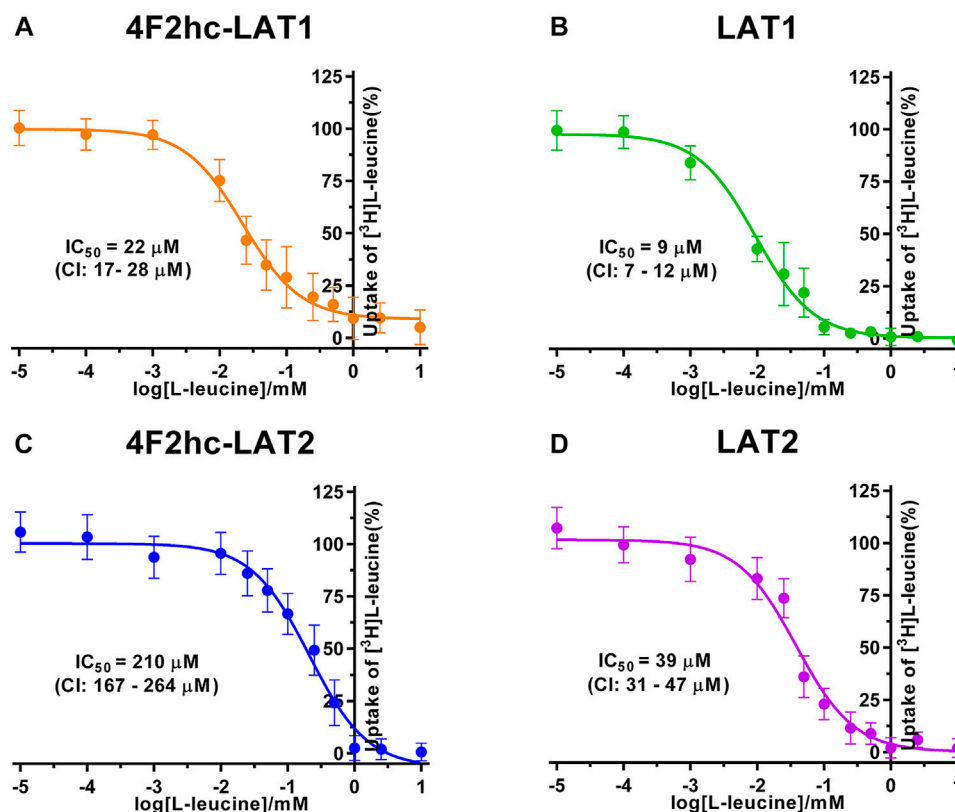 A 4F2hc-LAT1
125
100
75
50
25
0
Uptake of [³H]L-leucine(%)
IC₅₀ = 22 μM
(CI: 17- 28 μM)
-5 -4 -3 -2 -1 0 1
log[L-leucine]/mM
B LAT1
125
100
75
50
25
0
Uptake of [³H]L-leucine(%)
IC₅₀ = 9 μM
(CI: 7 - 12 μM)
-5 -4 -3 -2 -1 0 1
log[L-leucine]/mM
C 4F2hc-LAT2
125
100
75
50
25
0
Uptake of [³H]L-leucine(%)
IC₅₀ = 210 μM
(CI: 167 - 264 μM)
-5 -4 -3 -2 -1 0 1
log[L-leucine]/mM
D LAT2
125
100
75
50
25
0
Uptake of [³H]L-leucine(%)
IC₅₀ = 39 μM
(CI: 31 - 47 μM)
-5 -4 -3 -2 -1 0 1
log[L-leucine]/mM